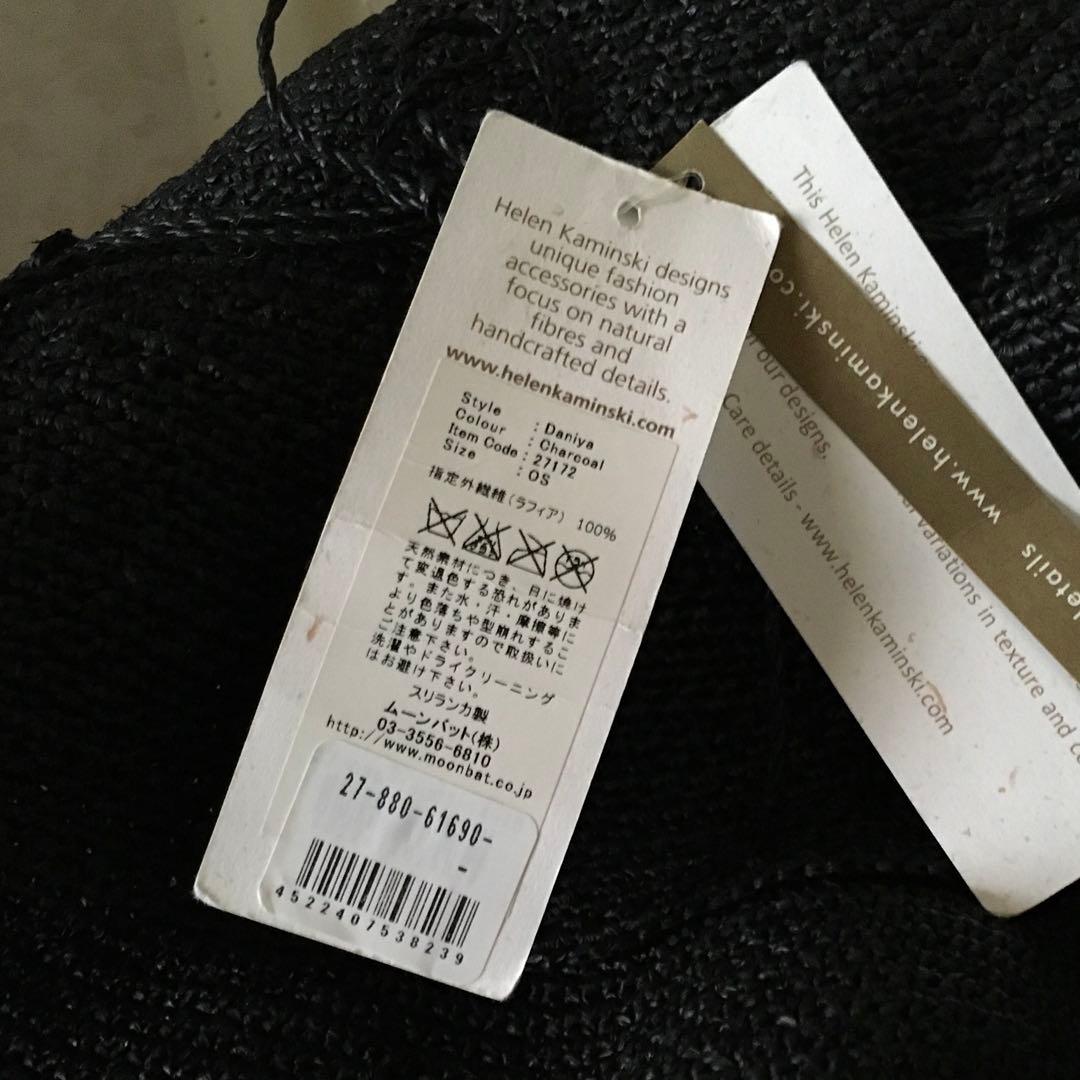 Helen Kaminski designs
unique fashion
accessories with a
focus on natural
fibres and
handcrafted details.
www.helenkaminski.com
Style : Daniya
Colour : Charcoal
Item Code : 27172
Size : OS
指定外繊維(ラフィア) 100%
天然素材につき、日に焼け
て変退色する恐れがありま
す。また水・汗・摩擦等に
より色落ちや型崩れするこ
とがありますので取扱いに
ご注意下さい。
洗濯やドライクリーニング
はお避け下さい。
スリランカ製
ムーンバット(株)
03-3556-6810
http://www.moonbat.co.jp
27-880-61690-
-
4522407538239
This Helen Kaminski
our designs,
variations in texture and
Care details - www.helenkaminski.com
www.helenkaminski.co
details